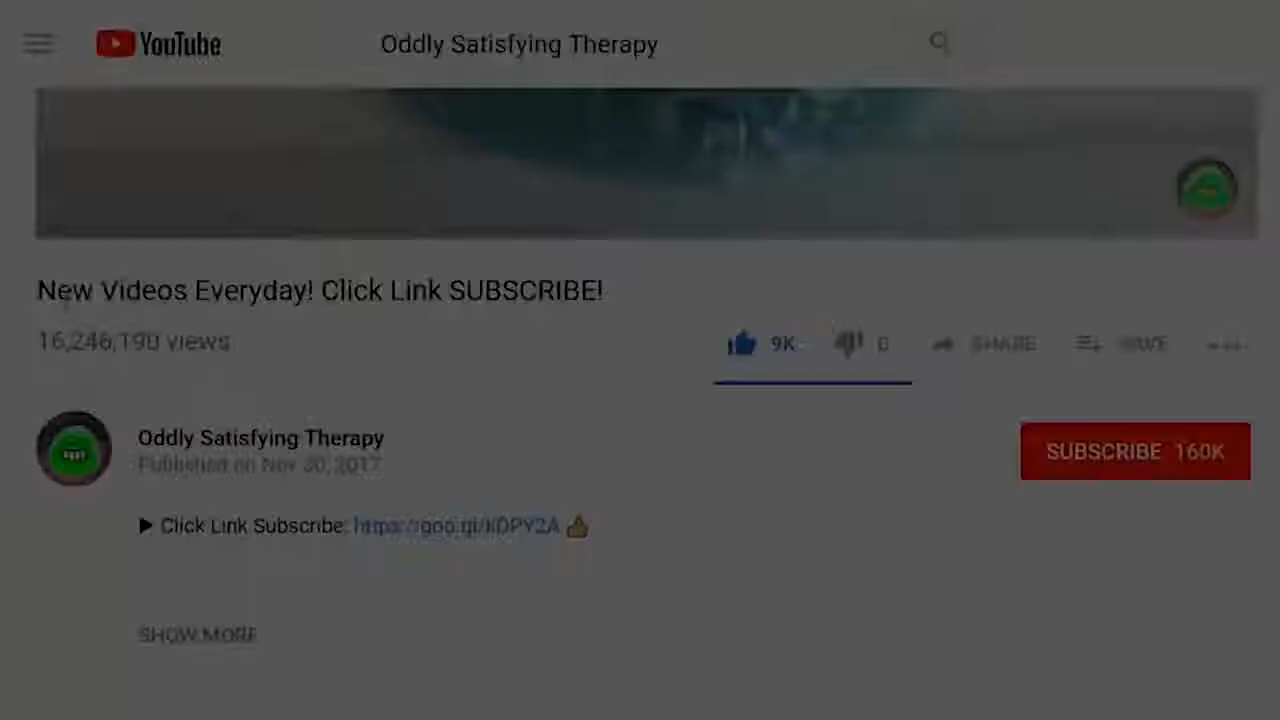 YouTube
Oddly Satisfying Therapy
New Videos Everyday! Click Link SUBSCRIBE!
16,246,190 views
9K 0 SHARE SAVE
Oddly Satisfying Therapy
Published on Nov 30, 2017
SUBSCRIBE 160K
▶ Click Link Subscribe:
SHOW MORE